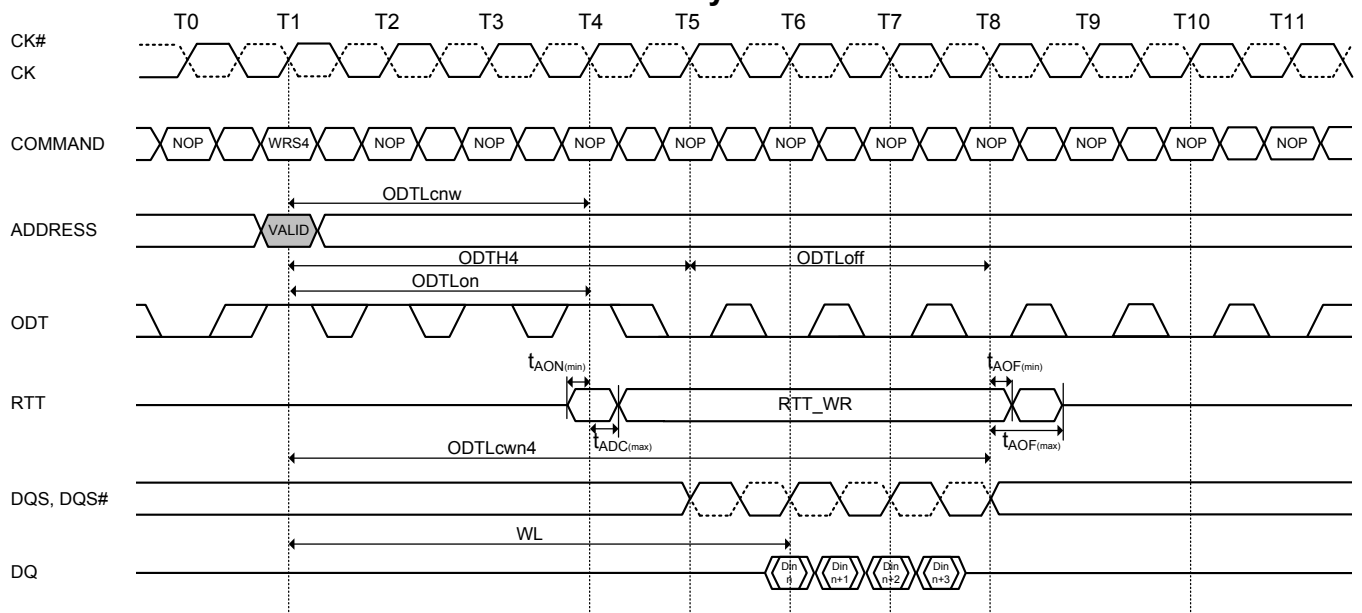 T0 T1 T2 T3 T4 T5 T6 T7 T8 T9 T10 T11
CK#
CK
COMMAND NOP WRS4 NOP NOP NOP NOP NOP NOP NOP NOP NOP NOP
ODTLcnw
ADDRESS VALID
ODTH4 ODTLoff
ODTLon
ODT
tAON(min) tAOF(min)
RTT RTT_WR
tADC(max) tAOF(max)
ODTLcwn4
DQS, DQS#
WL
DQ Din n Din n+1 Din n+2 Din n+3